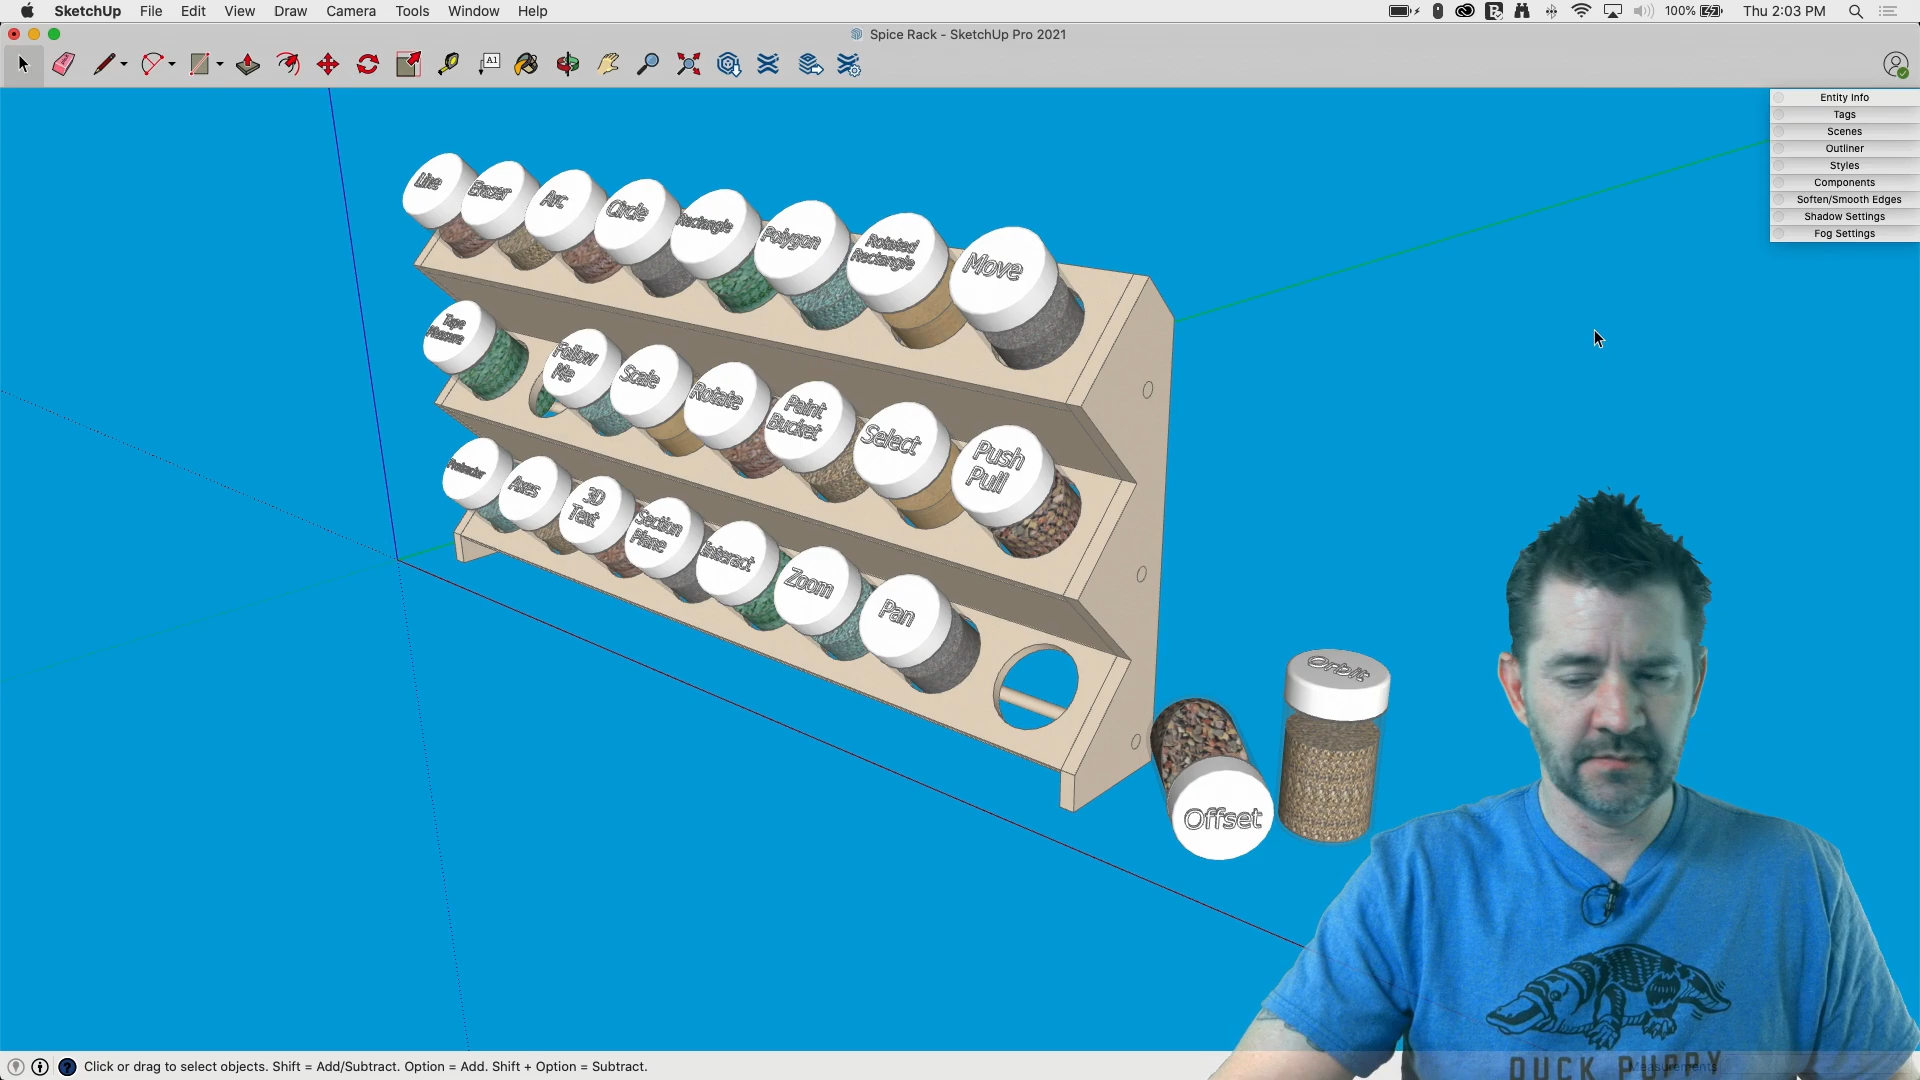 SketchUp File Edit View Draw Camera Tools Window Help
100% Thu 2:03 PM
Spice Rack - SketchUp Pro 2021
A1
Entity Info
Tags
Scenes
Outliner
Styles
Components
Soften/Smooth Edges
Shadow Settings
Fog Settings
Line
Eraser
Arc
Circle
Rectangle
Polygon
Rotated
Rectangle
Move
Tape
Measure
Follow
Me
Scale
Rotate
Paint
Bucket
Select
Push
Pull
Protractor
Axes
3D
Text
Section
Plane
Interact
Zoom
Pan
Orbit
Offset
DUCK PUPPY
Click or drag to select objects. Shift = Add/Subtract. Option = Add. Shift + Option = Subtract.
Measurements